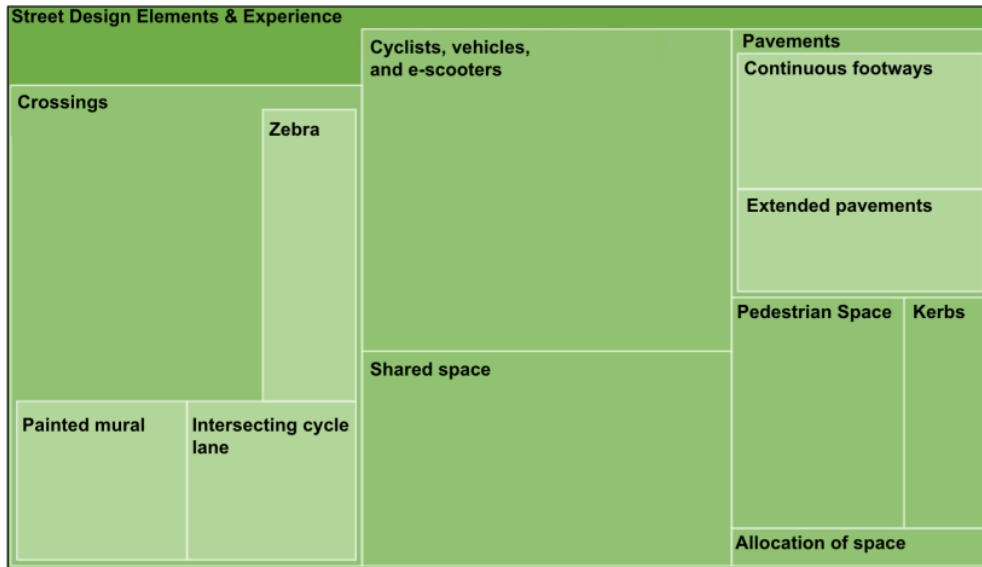 Street Design Elements & Experience
Crossings
Zebra
Painted mural
Intersecting cycle
lane
Cyclists, vehicles,
and e-scooters
Shared space
Pavements
Continuous footways
Extended pavements
Pedestrian Space
Kerbs
Allocation of space